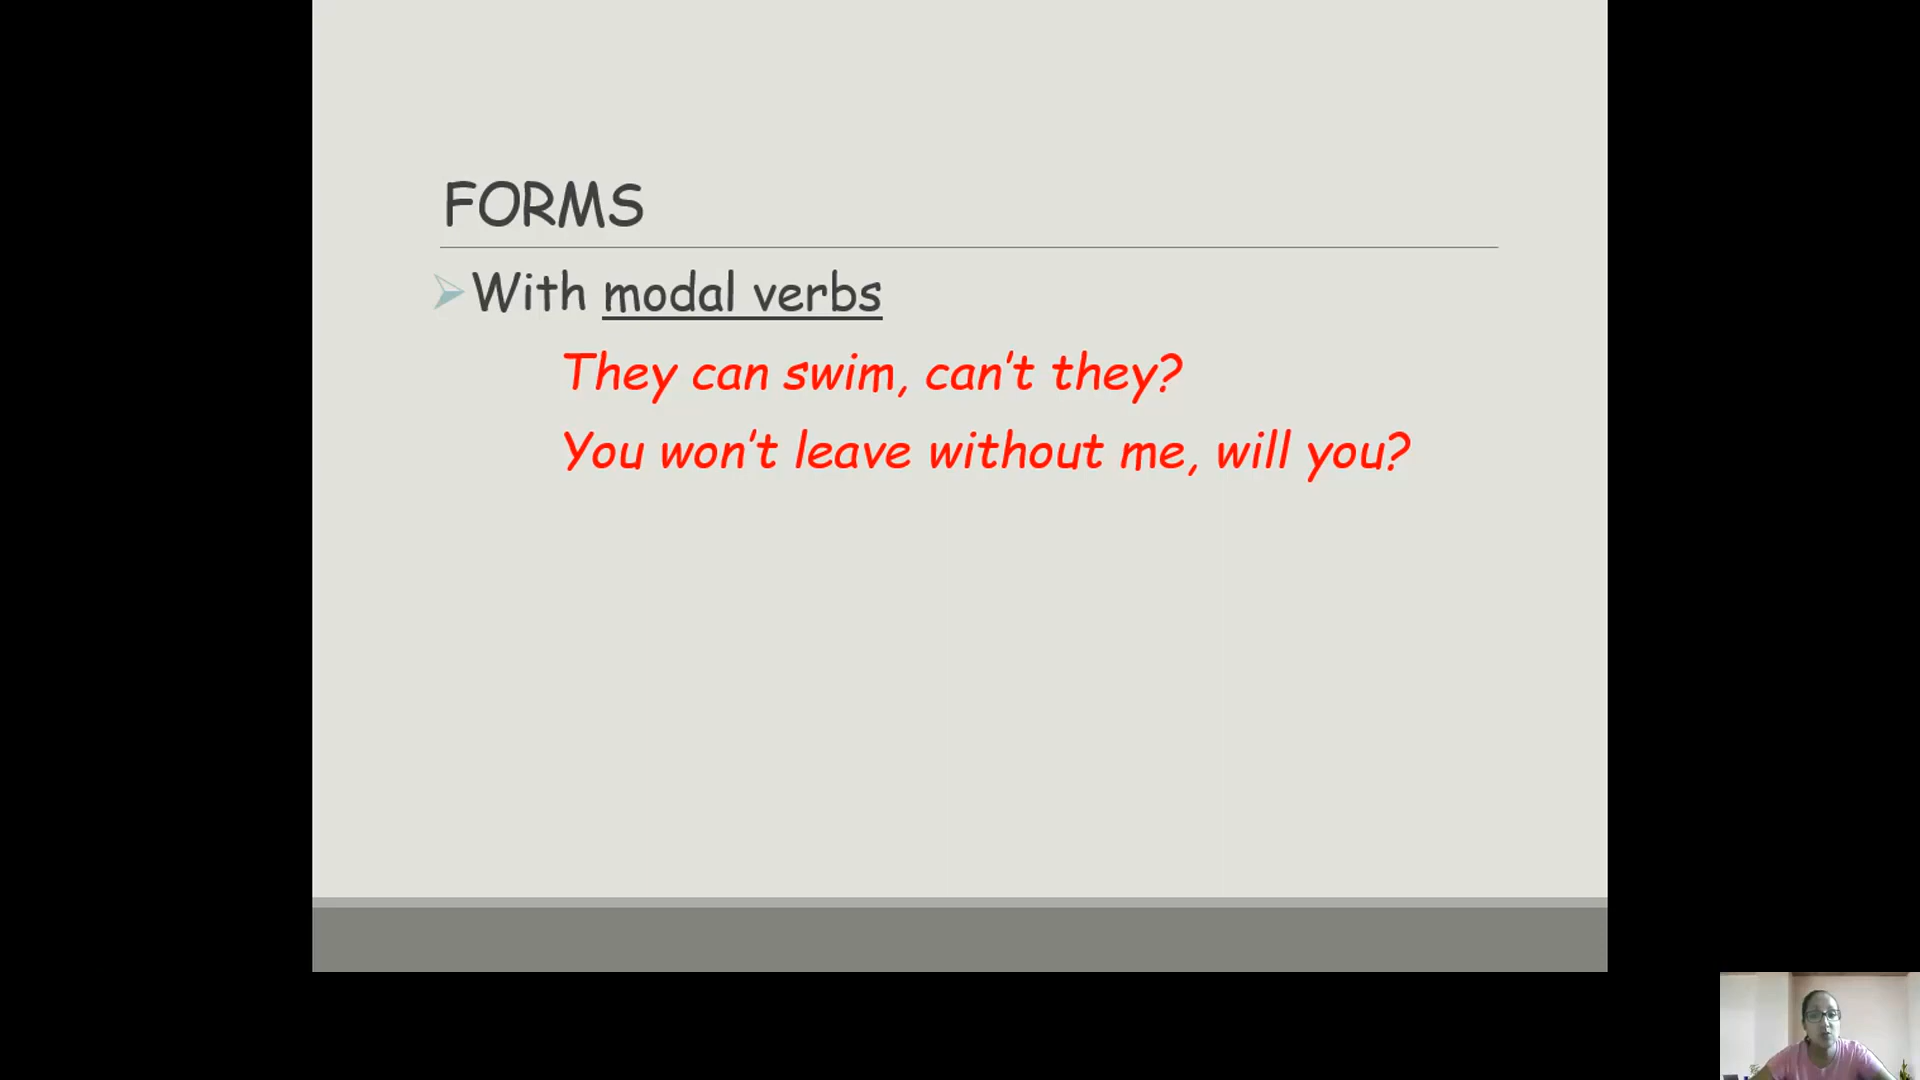 FORMS
With modal verbs
They can swim, can't they?
You won't leave without me, will you?